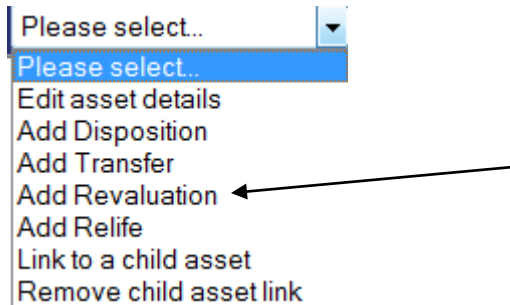 Please select...
Please select...
Edit asset details
Add Disposition
Add Transfer
Add Revaluation
Add Relife
Link to a child asset
Remove child asset link